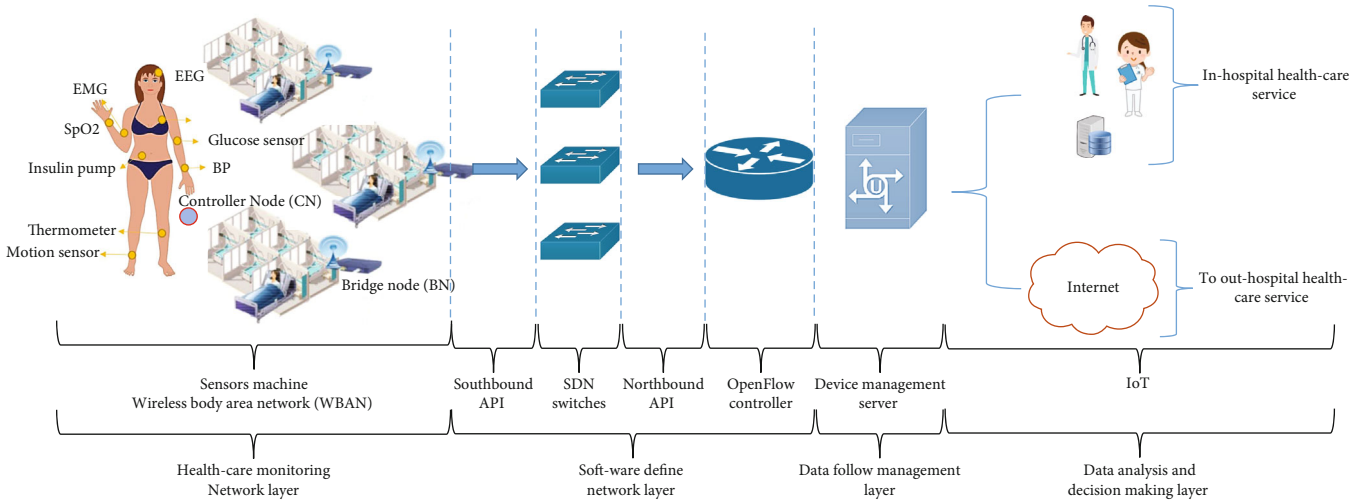 EEG
EMG
SpO2
Glucose sensor
Insulin pump
BP
Controller Node (CN)
Thermometer
Motion sensor
Bridge node (BN)
In-hospital health-care
service
Internet
To out-hospital health-
care service
Sensors machine
Wireless body area network (WBAN)
Southbound
API
SDN
switches
Northbound
API
OpenFlow
controller
Device management
server
IoT
Health-care monitoring
Network layer
Soft-ware define
network layer
Data follow management
layer
Data analysis and
decision making layer